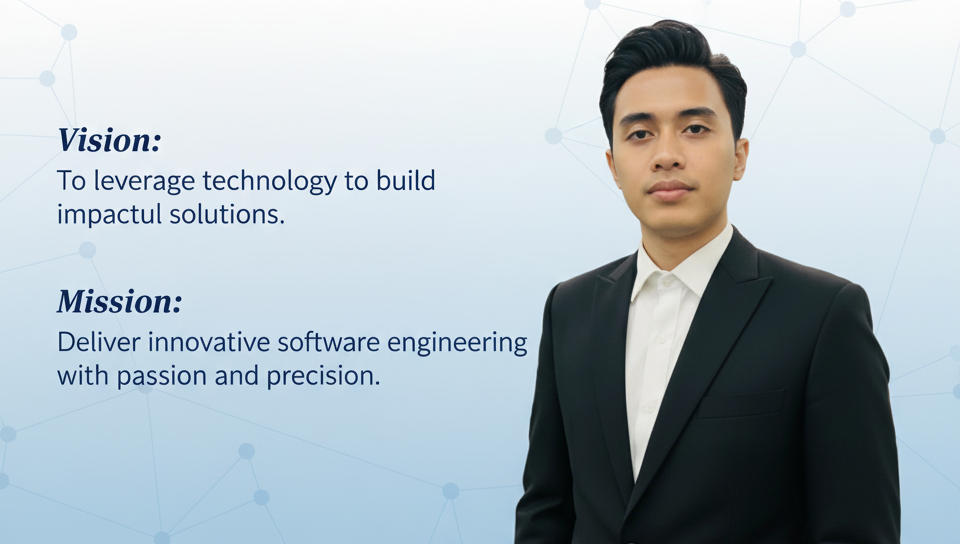 Vision:
To leverage technology to build
impactul solutions.
Mission:
Deliver innovative software engineering
with passion and precision.